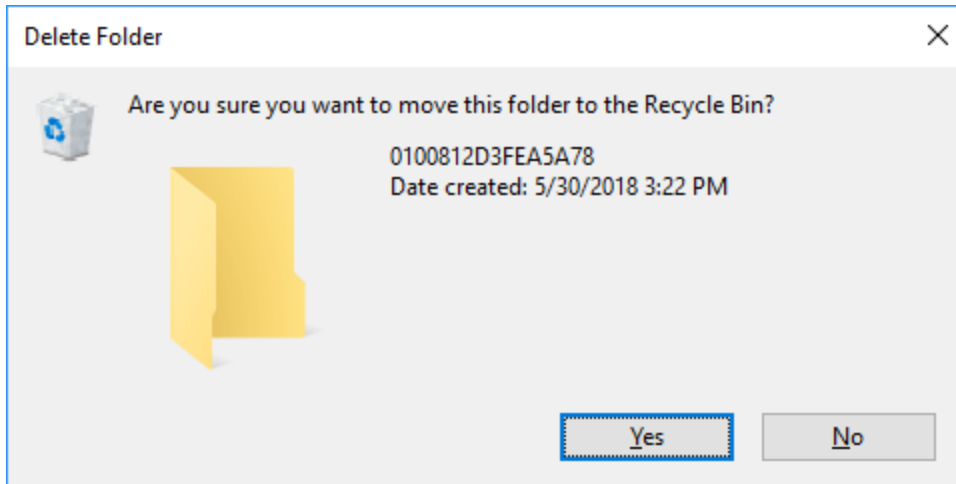 Delete Folder
Are you sure you want to move this folder to the Recycle Bin?
0100812D3FEA5A78
Date created: 5/30/2018 3:22 PM
Yes
No